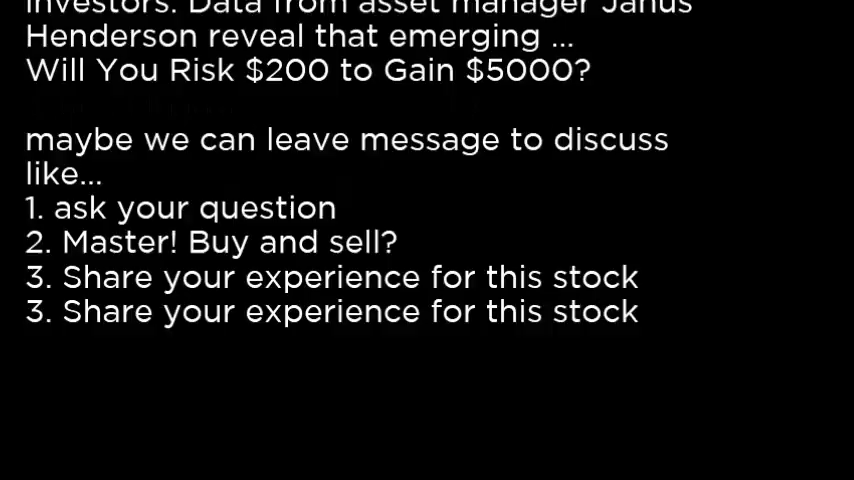 investors. Data from asset manager Janus
Henderson reveal that emerging ...
Will You Risk $200 to Gain $5000?
maybe we can leave message to discuss
like...
1. ask your question
2. Master! Buy and sell?
3. Share your experience for this stock
3. Share your experience for this stock